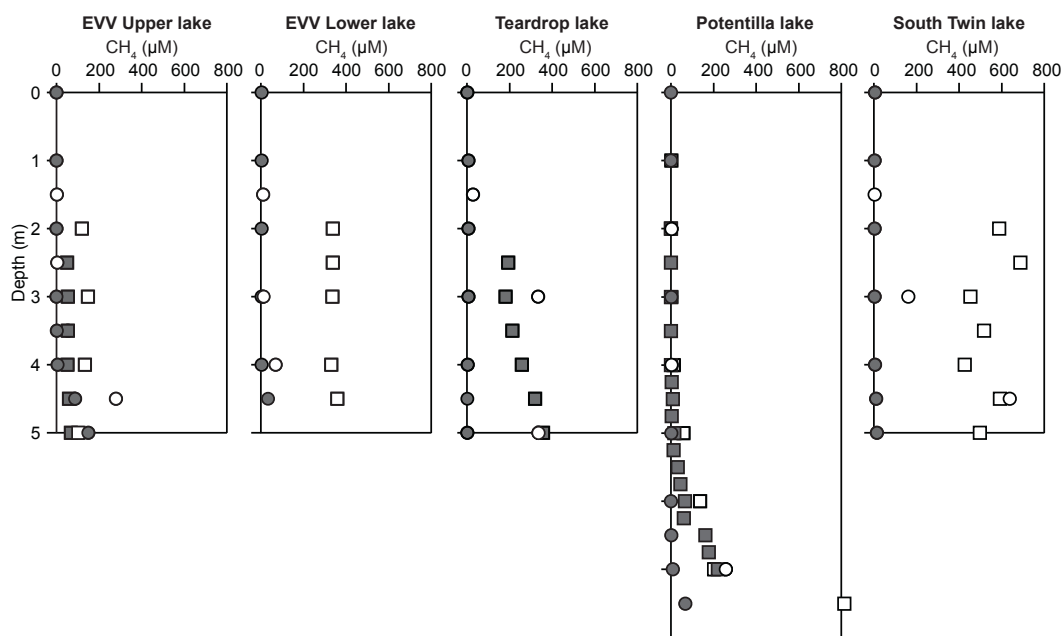 EVV Upper lake EVV Lower lake Teardrop lake Potentilla lake South Twin lake
CH₄ (µM) CH₄ (µM) CH₄ (µM) CH₄ (µM) CH₄ (µM)
0 200 400 600 800 0 200 400 600 800 0 200 400 600 800 0 200 400 600 800 0 200 400 600 800
0
1
2
Depth (m)
3
4
5